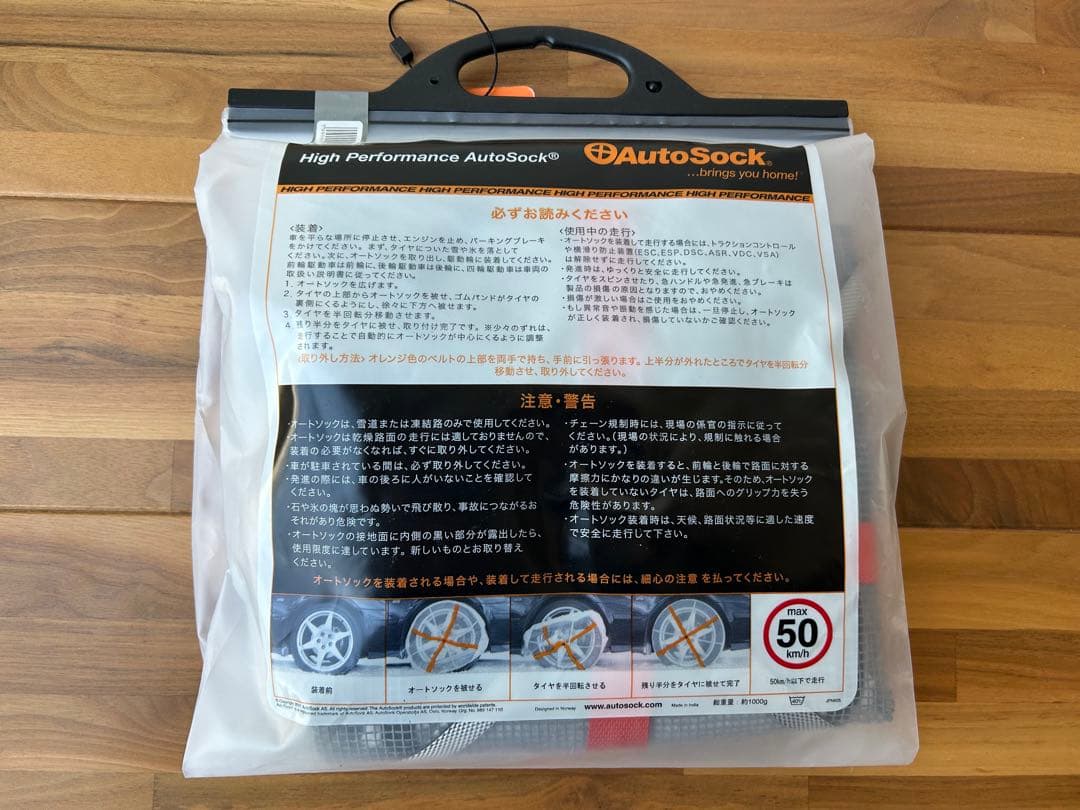 High Performance AutoSock®
AutoSock®
...brings you home!
HIGH PERFORMANCE HIGH PERFORMANCE HIGH PERFORMANCE HIGH PERFORMANCE
必ずお読みください
<装着>
車を平らな場所に停止させ、エンジンを止め、パーキングブレーキ
をかけてください。まず、タイヤについた雪や氷を落として
ください。次に、オートソックを取り出し、駆動輪に装着してください。
前輪駆動車は前輪に、後輪駆動車は後輪に、四輪駆動車は車両の
取扱い説明書に従ってください。
1. オートソックを広げます。
2. タイヤの上部からオートソックを被せ、ゴムバンドがタイヤの
裏側にくるようにし、徐々に下方へ被せます。
3. タイヤを半回転分移動させます。
4. 残り半分をタイヤに被せ、取り付け完了です。※少々のずれは、
走行することで自動的にオートソックが中心にくるように調整
されます。
<使用中の走行>
・オートソックを装着して走行する場合には、トラクションコントロール
や横滑り防止装置(ESC,ESP,DSC,ASR,VDC,VSA)
は解除せずに走行してください。
・発進時は、ゆっくりと安全に走行してください。
・タイヤをスピンさせたり、急ハンドルや急発進、急ブレーキは
製品の損傷の原因となりますので、おやめください。
・損傷が激しい場合はご使用をおやめください。
・もし異常音や振動を感じた場合は、一旦停止し、オートソック
が正しく装着され、損傷していないかご確認ください。
<取り外し方法> オレンジ色のベルトの上部を両手で持ち、手前に引っ張ります。上半分が外れたところでタイヤを半回転分
移動させ、取り外してください。
注意・警告
・オートソックは、雪道または凍結路のみで使用してください。
・オートソックは乾燥路面の走行には適しておりませんので、
装着の必要がなくなれば、すぐに取り外してください。
・車が駐車されている間は、必ず取り外してください。
・発進の際には、車の後ろに人がいないことを確認して
ください。
・石や氷の塊が思わぬ勢いで飛び散り、事故につながるお
それがあり危険です。
・オートソックの接地面に内側の黒い部分が露出したら、
使用限度に達しています。新しいものとお取り替え
ください。
・チェーン規制時には、現場の係官の指示に従って
ください。(現場の状況により、規制に触れる場合
があります。)
・オートソックを装着すると、前輪と後輪で路面に対する
摩擦力にかなりの違いが生じます。そのため、オートソック
を装着していないタイヤは、路面へのグリップ力を失う
危険性があります。
・オートソック装着時は、天候、路面状況等に適した速度
で安全に走行して下さい。
オートソックを装着される場合や、装着して走行される場合には、細心の注意 を払ってください。
max
50
km/h
装着前
オートソックを被せる
タイヤを半回転させる
残り半分をタイヤに被せて完了
50km/h以下で走行
Designed in Norway
www.autosock.com
Made in India
総重量：約1000g
40°